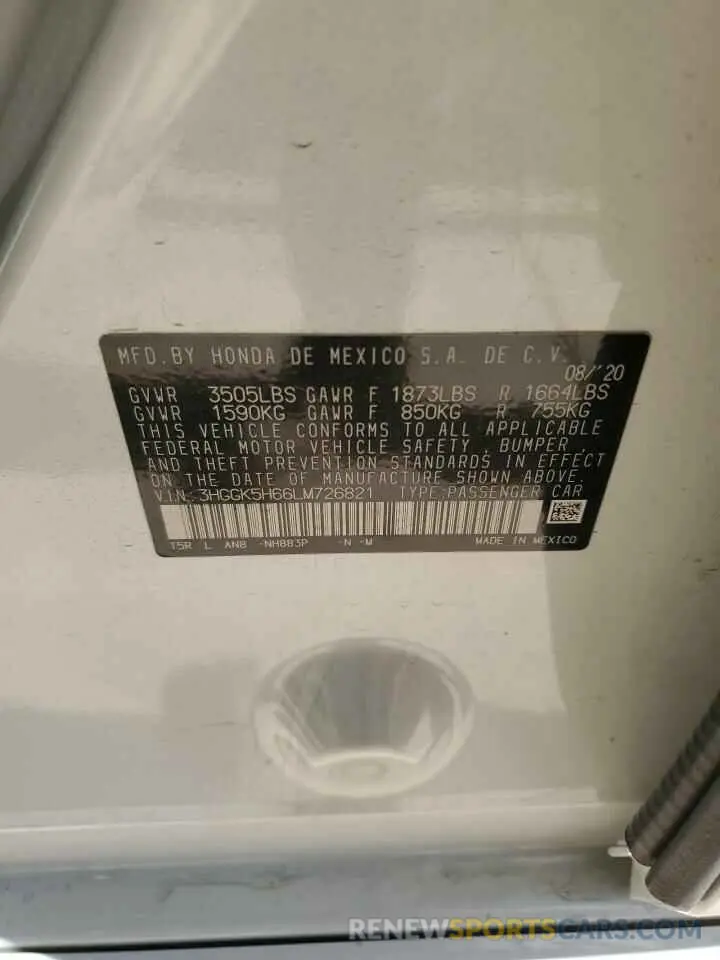 MFD.BY HONDA DE MEXICO S.A. DE C.V.
08/'20
GVWR 3505LBS GAWR F 1873LBS R 1664LBS
GVWR 1590KG GAWR F 850KG R 755KG
THIS VEHICLE CONFORMS TO ALL APPLICABLE
FEDERAL MOTOR VEHICLE SAFETY, BUMPER,
AND THEFT PREVENTION STANDARDS IN EFFECT
ON THE DATE OF MANUFACTURE SHOWN ABOVE.
VIN: 3HGGK5H66LM726821 TYPE:PASSENGER CAR
T5R L ANB -NH883P -N -M MADE IN MEXICO
RENEWSPORTSCARS.COM